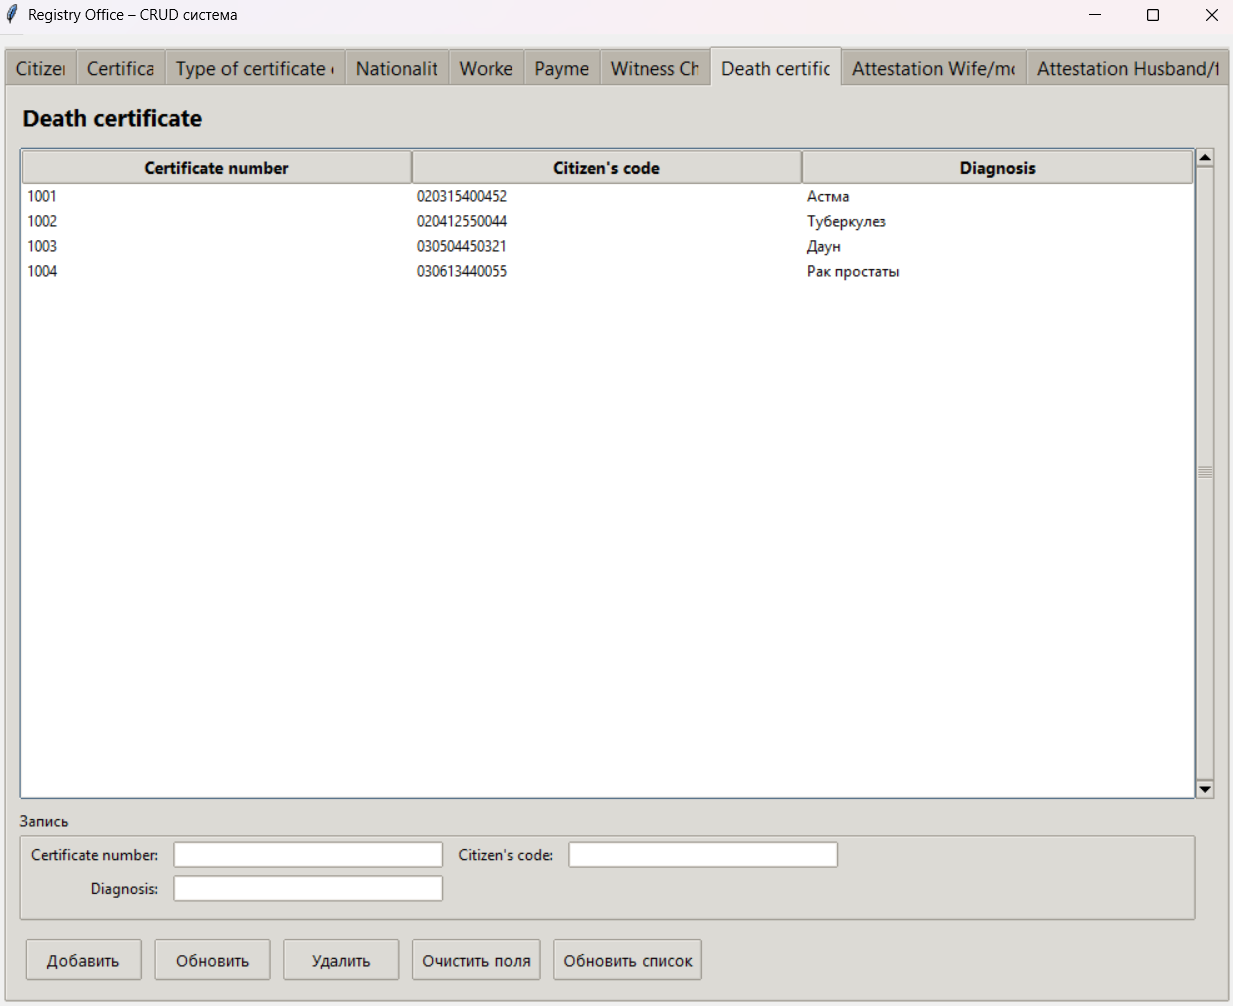 Registry Office – CRUD система
Citizen Certifica Type of certificate Nationalit Worke Payme Witness Ch Death certific Attestation Wife/mo Attestation Husband/f
Death certificate
Certificate number Citizen's code Diagnosis
1001 020315400452 Астма
1002 020412550044 Туберкулез
1003 030504450321 Даун
1004 030613440055 Рак простаты
Запись
Certificate number: Citizen's code:
Diagnosis:
Добавить Обновить Удалить Очистить поля Обновить список